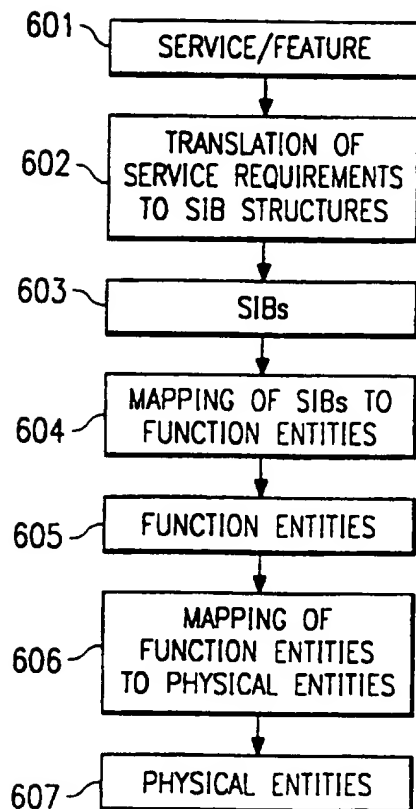 601
SERVICE/FEATURE
602
TRANSLATION OF
SERVICE REQUIREMENTS
TO SIB STRUCTURES
603
SIBs
604
MAPPING OF SIBs TO
FUNCTION ENTITIES
605
FUNCTION ENTITIES
606
MAPPING OF
FUNCTION ENTITIES
TO PHYSICAL ENTITIES
607
PHYSICAL ENTITIES